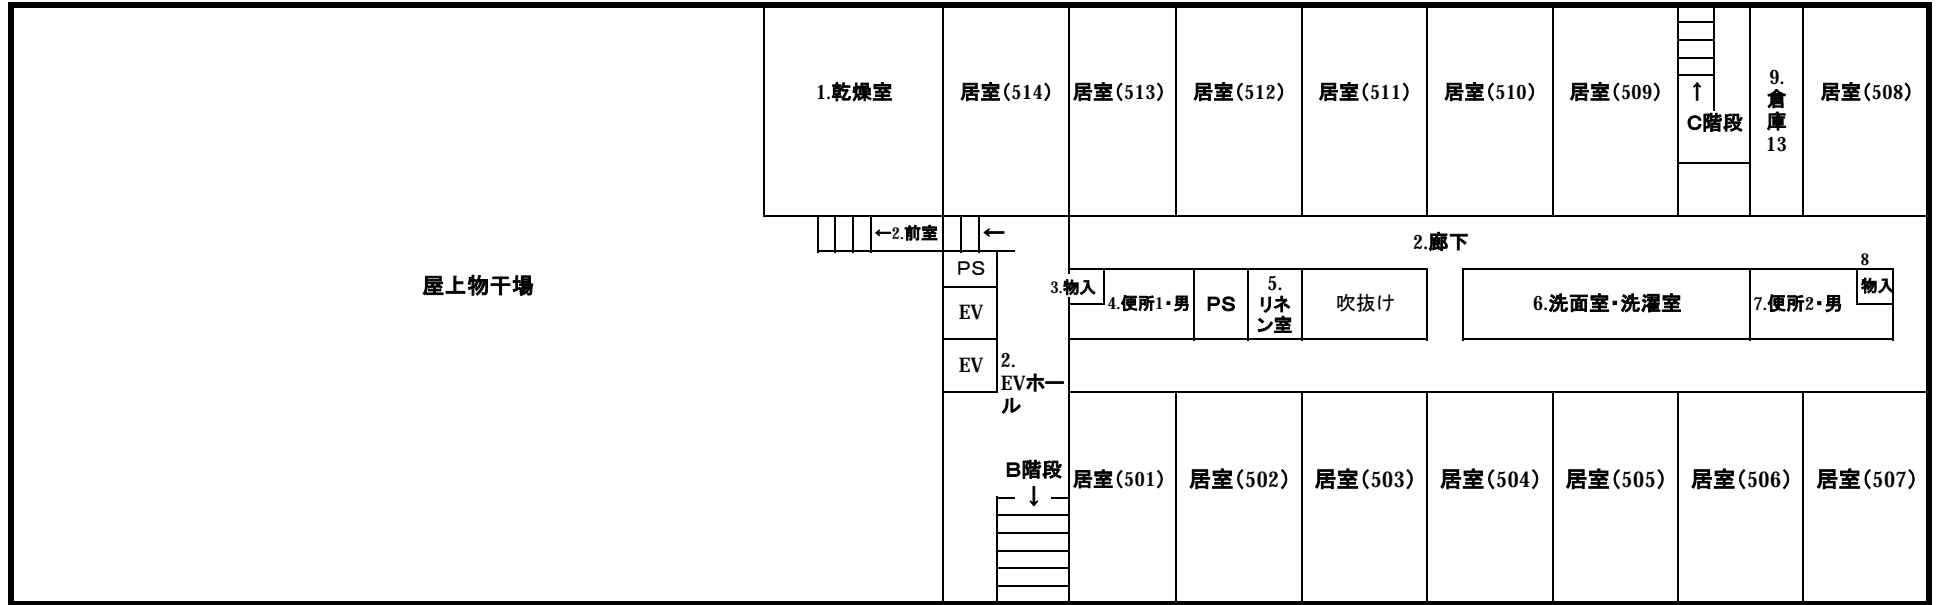 1.乾燥室
居室(514)
居室(513)
居室(512)
居室(511)
居室(510)
居室(509)
↑
C階段
9.
倉
庫
13
居室(508)
←2.前室
←
2.廊下
屋上物干場
PS
EV
EV
2.
EVホー
ル
3.物入
4.便所1・男
PS
5.
リネ
ン室
吹抜け
6.洗面室・洗濯室
7.便所2・男
8
物入
B階段
↓
居室(501)
居室(502)
居室(503)
居室(504)
居室(505)
居室(506)
居室(507)